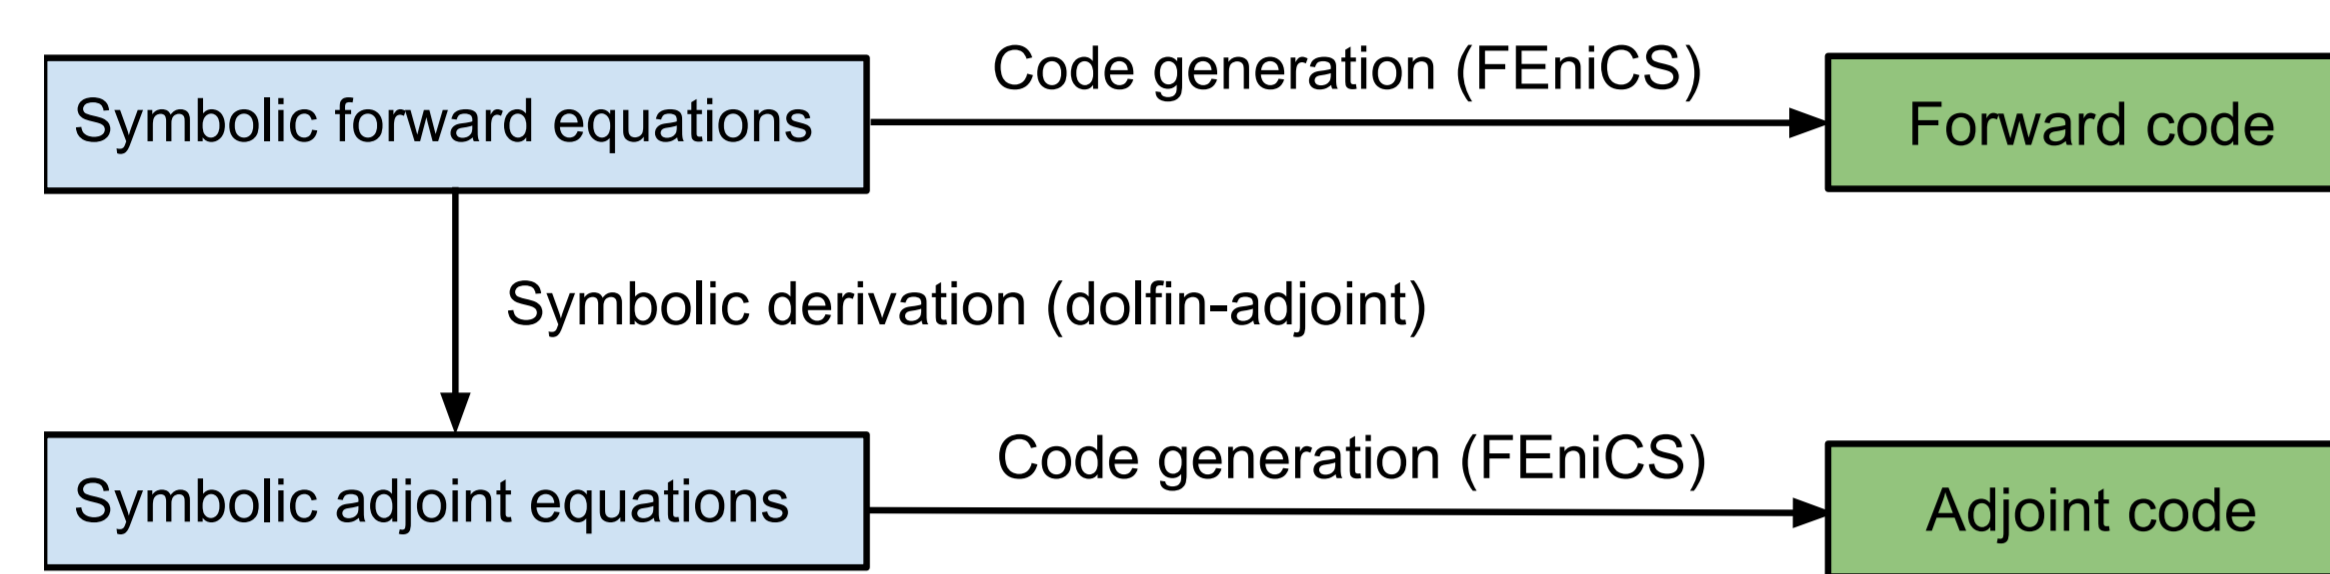 Code generation (FEniCS)
Symbolic forward equations
Forward code
Symbolic derivation (dolfin-adjoint)
Code generation (FEniCS)
Symbolic adjoint equations
Adjoint code